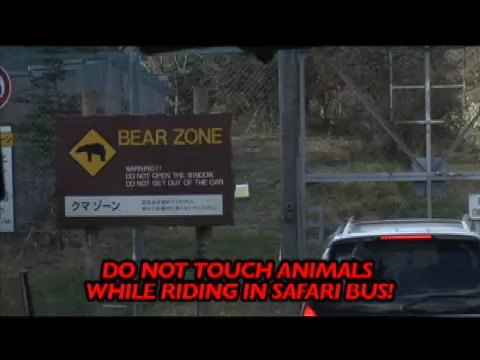 BEAR ZONE
WARNING!!
DO NOT OPEN THE WINDOW.
DO NOT GET OUT OF THE CAR.
クマ ゾーン
DO NOT TOUCH ANIMALS
WHILE RIDING IN SAFARI BUS!